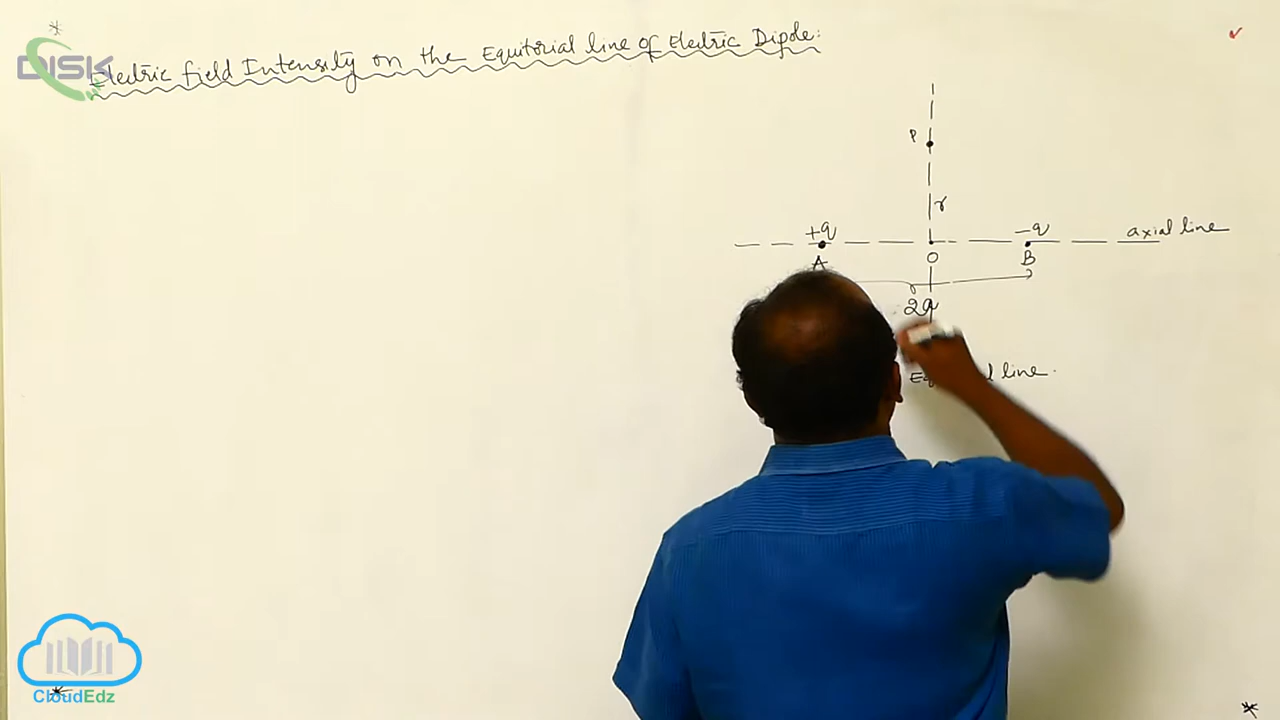 DISK
Electric field Intensity on the Equitorial line of Electric Dipole:
P
r
+q
-q
axial line
A
O
B
2a
line.
CloudEdz